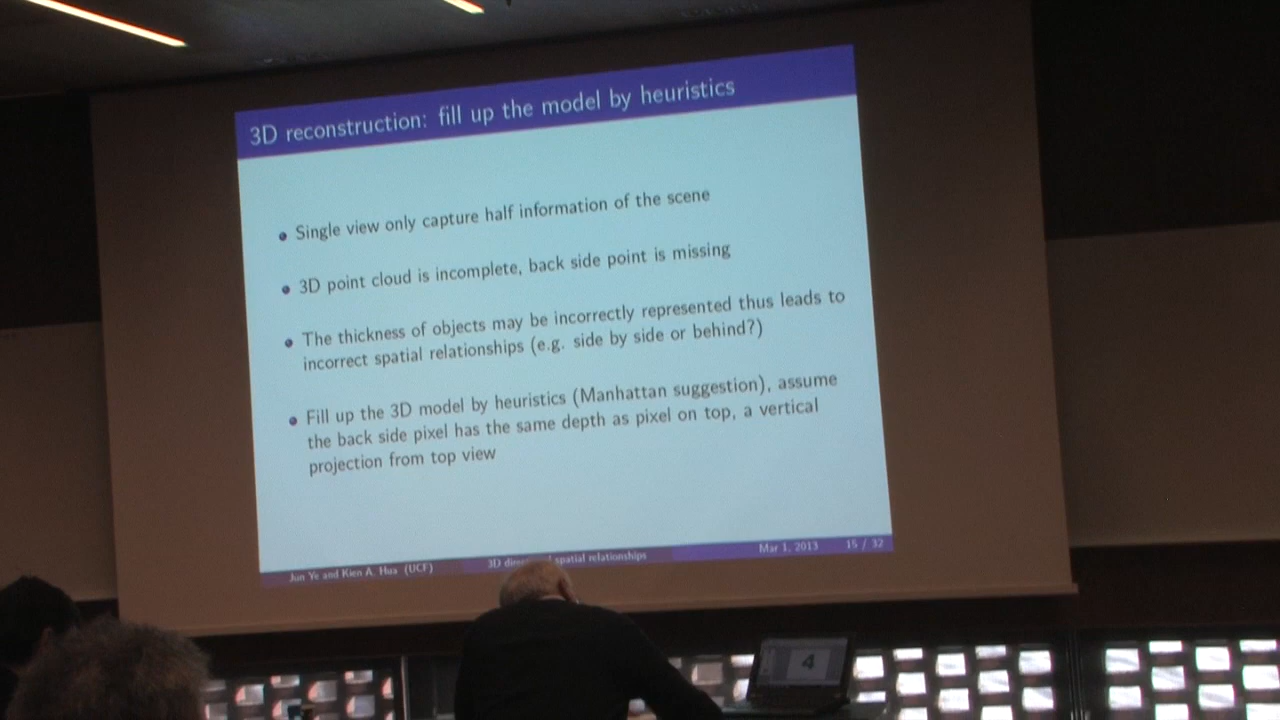 3D reconstruction: fill up the model by heuristics
Single view only capture half information of the scene
3D point cloud is incomplete, back side point is missing
The thickness of objects may be incorrectly represented thus leads to
incorrect spatial relationships (e.g. side by side or behind?)
Fill up the 3D model by heuristics (Manhattan suggestion), assume
the back side pixel has the same depth as pixel on top, a vertical
projection from top view
Jun Ye and Kien A. Hua (UCF)
3D spatial relationships
Mar 1, 2013
15 / 32
4